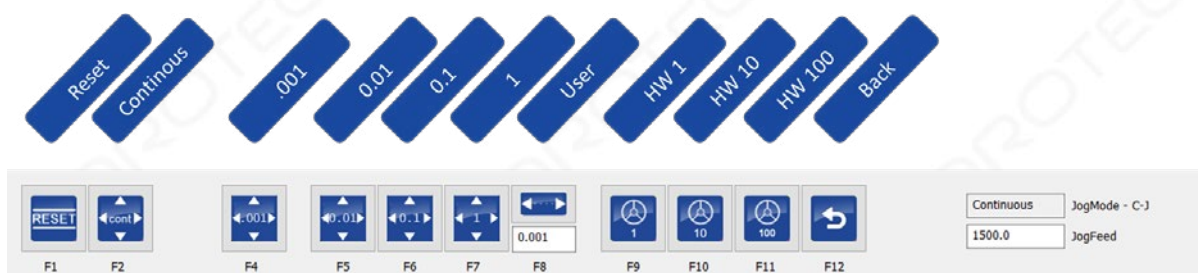 Reset
Continous
.001
0.01
0.1
1
User
HW 1
HW 10
HW 100
Back
RESET
cont
.001
0.01
0.1
1
0.001
1
10
100
Continuous JogMode - C-J
1500.0 JogFeed
F1 F2 F4 F5 F6 F7 F8 F9 F10 F11 F12